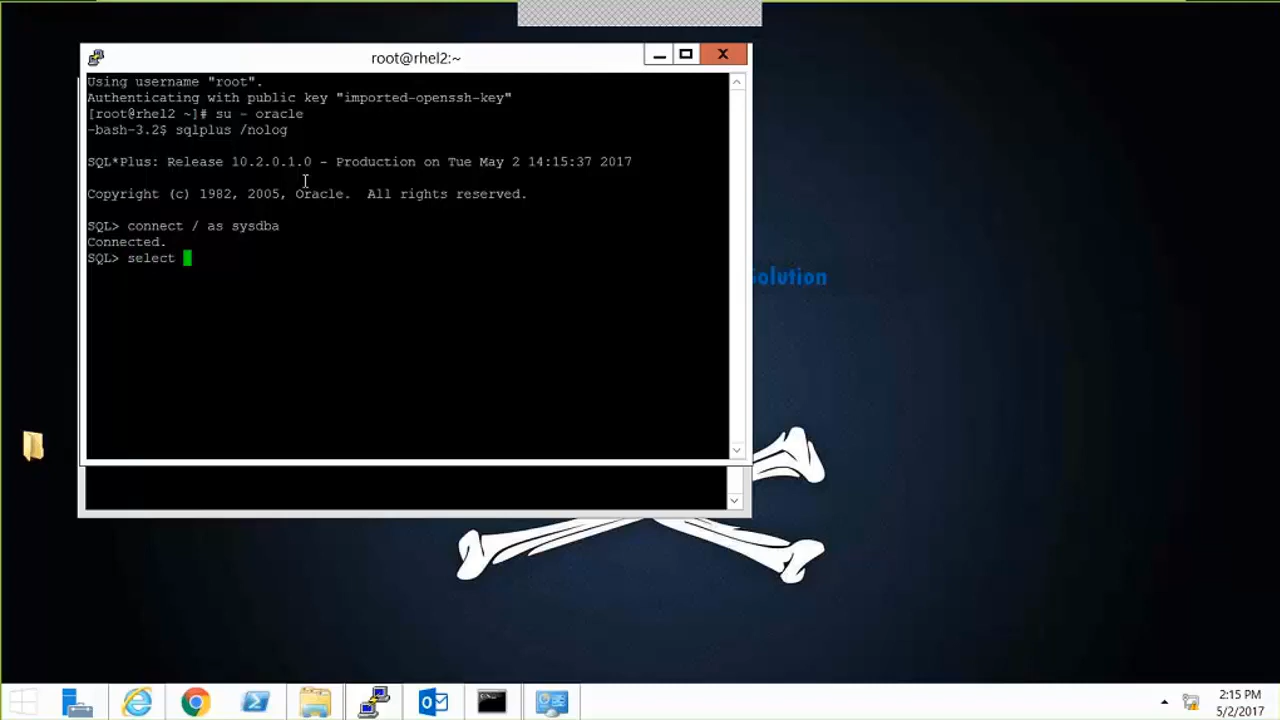 root@rhel2:~
Using username "root".
Authenticating with public key "imported-openssh-key"
[root@rhel2 ~]# su - oracle
-bash-3.2$ sqlplus /nolog
SQL*Plus: Release 10.2.0.1.0 - Production on Tue May 2 14:15:37 2017
Copyright (c) 1982, 2005, Oracle.  All rights reserved.
SQL> connect / as sysdba
Connected.
SQL> select
Solution
2:15 PM
5/2/2017